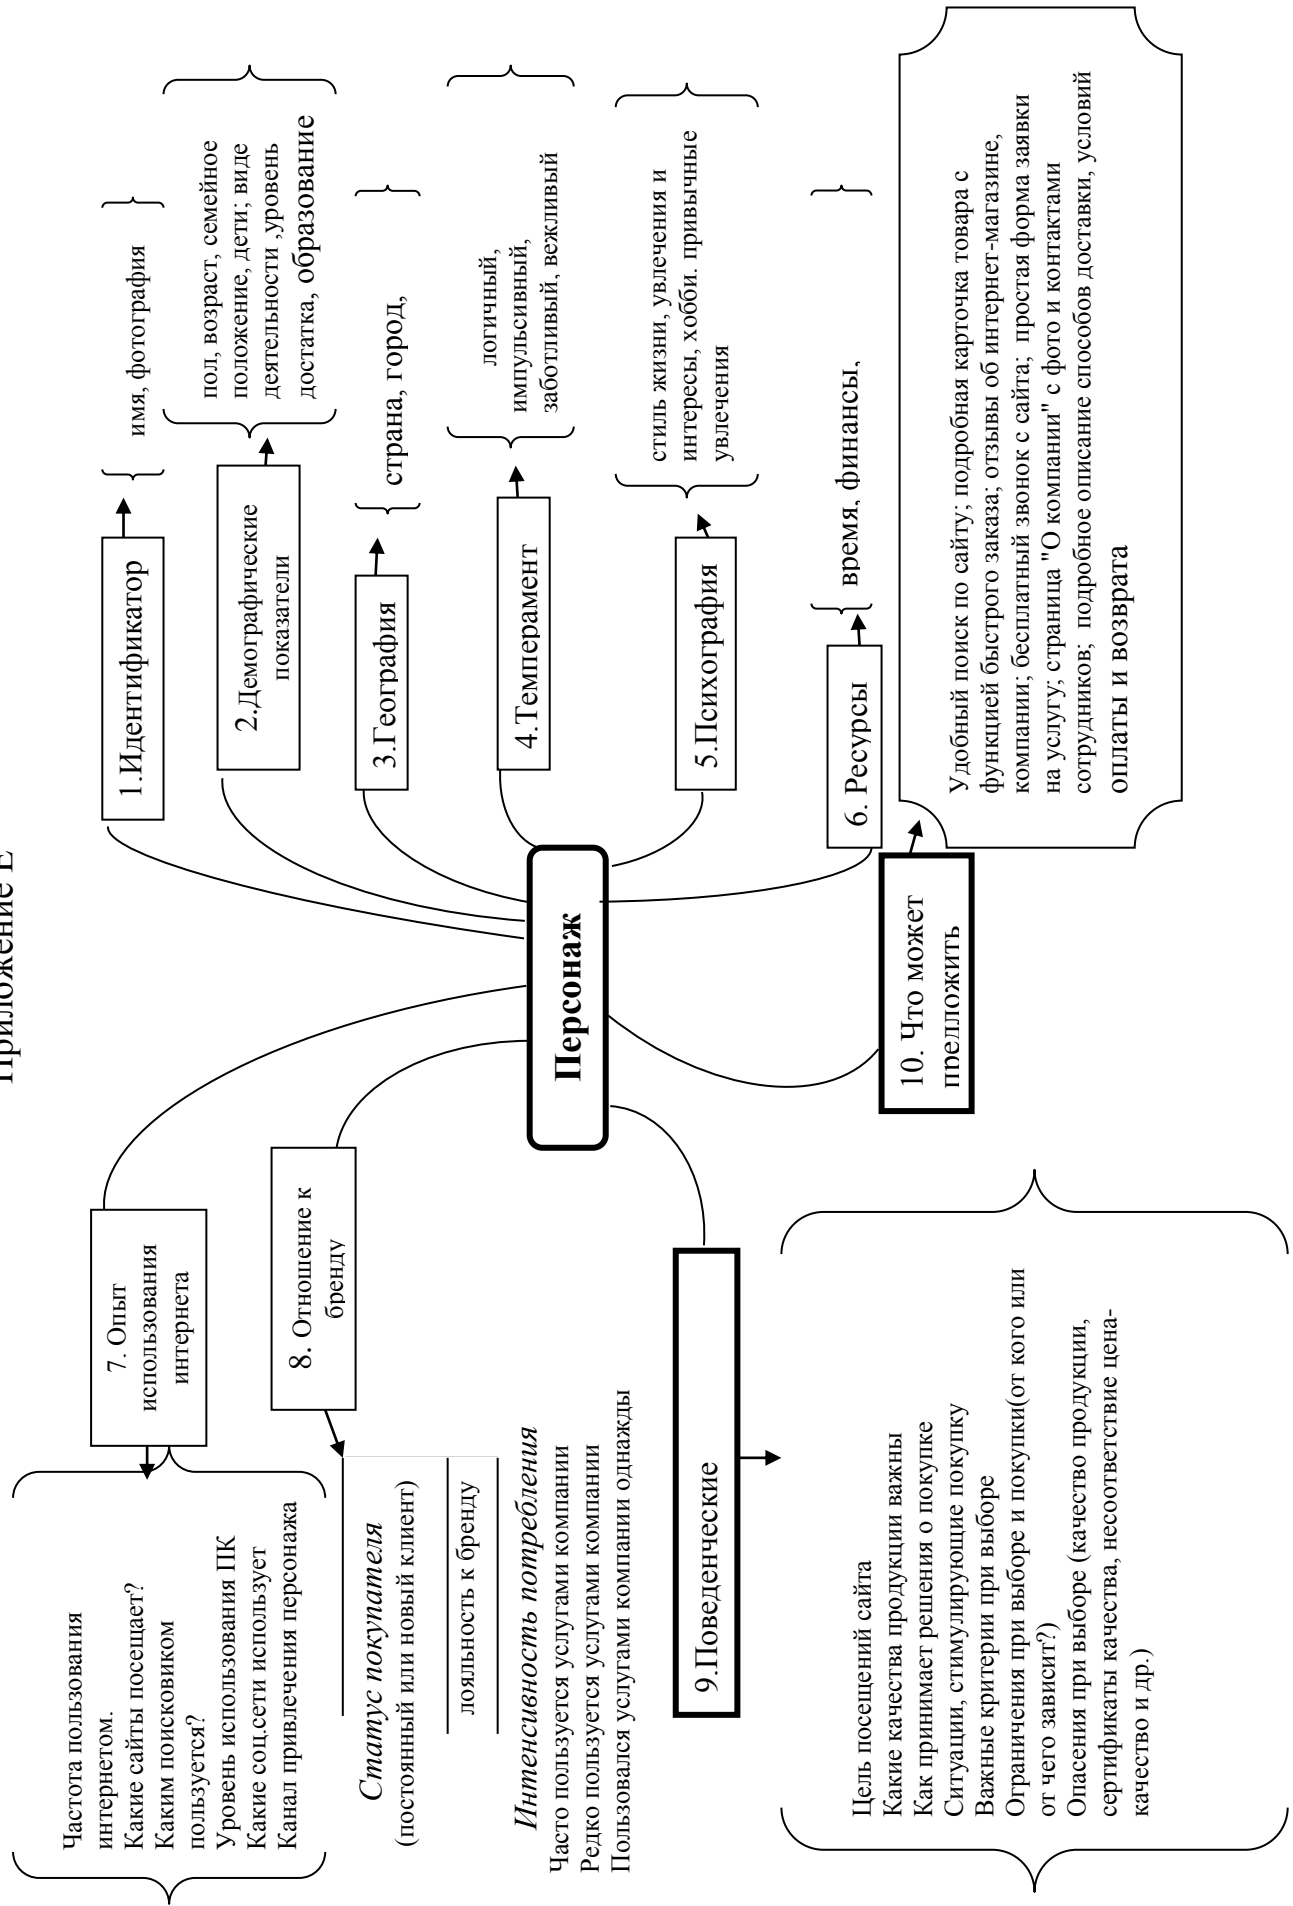 Приложение Е
1.Идентификатор
имя, фотография
2.Демографические
показатели
пол, возраст, семейное
положение, дети; виде
деятельности ,уровень
достатка, образование
3.География
страна, город,
4.Темперамент
логичный,
импульсивный,
заботливый, вежливый
5.Психография
стиль жизни, увлечения и
интересы, хобби. привычные
увлечения
6. Ресурсы
время, финансы,
Персонаж
7. Опыт
использования
интернета
Частота пользования
интернетом.
Какие сайты посещает?
Каким поисковиком
пользуется?
Уровень использования ПК
Какие соц.сети использует
Канал привлечения персонажа
8. Отношение к
бренду
Статус покупателя
(постоянный или новый клиент)
лояльность к бренду
Интенсивность потребления
Часто пользуется услугами компании
Редко пользуется услугами компании
Пользовался услугами компании однажды
9.Поведенческие
Цель посещений сайта
Какие качества продукции важны
Как принимает решения о покупке
Ситуации, стимулирующие покупку
Важные критерии при выборе
Ограничения при выборе и покупки(от кого или
от чего зависит?)
Опасения при выборе (качество продукции,
сертификаты качества, несоответствие цена-
качество и др.)
10. Что может
предложить
Удобный поиск по сайту; подробная карточка товара с
функцией быстрого заказа; отзывы об интернет-магазине,
компании; бесплатный звонок с сайта; простая форма заявки
на услугу; страница "О компании" с фото и контактами
сотрудников; подробное описание способов доставки, условий
оплаты и возврата